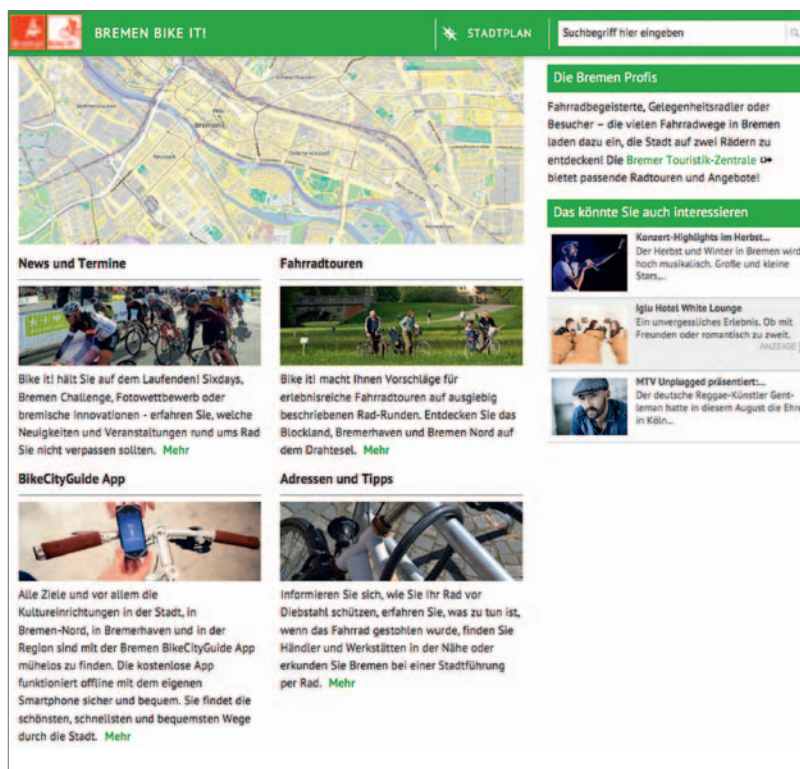 BREMEN BIKE IT!
STADTPLAN
Suchbegriff hier eingeben
Bremen
News und Termine
Bike it! hält Sie auf dem Laufenden! Sixdays,
Bremen Challenge, Fotowettbewerb oder
bremische Innovationen - erfahren Sie, welche
Neuigkeiten und Veranstaltungen rund ums Rad
Sie nicht verpassen sollten. Mehr
Fahrradtouren
Bike it! macht Ihnen Vorschläge für
erlebnisreiche Fahrradtouren auf ausgiebig
beschriebenen Rad-Runden. Entdecken Sie das
Blockland, Bremerhaven und Bremen Nord auf
dem Drahtesel. Mehr
BikeCityGuide App
Alle Ziele und vor allem die
Kultureinrichtungen in der Stadt, in
Bremen-Nord, in Bremerhaven und in der
Region sind mit der Bremen BikeCityGuide App
mühelos zu finden. Die kostenlose App
funktioniert offline mit dem eigenen
Smartphone sicher und bequem. Sie findet die
schönsten, schnellsten und bequemsten Wege
durch die Stadt. Mehr
Adressen und Tipps
Informieren Sie sich, wie Sie Ihr Rad vor
Diebstahl schützen, erfahren Sie, was zu tun ist,
wenn das Fahrrad gestohlen wurde, finden Sie
Händler und Werkstätten in der Nähe oder
erkunden Sie Bremen bei einer Stadtführung
per Rad. Mehr
Die Bremen Profis
Fahrradbegeisterte, Gelegenheitsradler oder
Besucher – die vielen Fahrradwege in Bremen
laden dazu ein, die Stadt auf zwei Rädern zu
entdecken! Die Bremer Touristik-Zentrale
bietet passende Radtouren und Angebote!
Das könnte Sie auch interessieren
Konzert-Highlights im Herbst...
Der Herbst und Winter in Bremen wird
hoch musikalisch. Große und kleine
Stars,...
Iglu Hotel White Lounge
Ein unvergessliches Erlebnis. Ob mit
Freunden oder romantisch zu zweit.
ANZEIGE
MTV Unplugged präsentiert:...
Der deutsche Reggae-Künstler Gent-
leman hatte in diesem August die Ehre
in Köln...